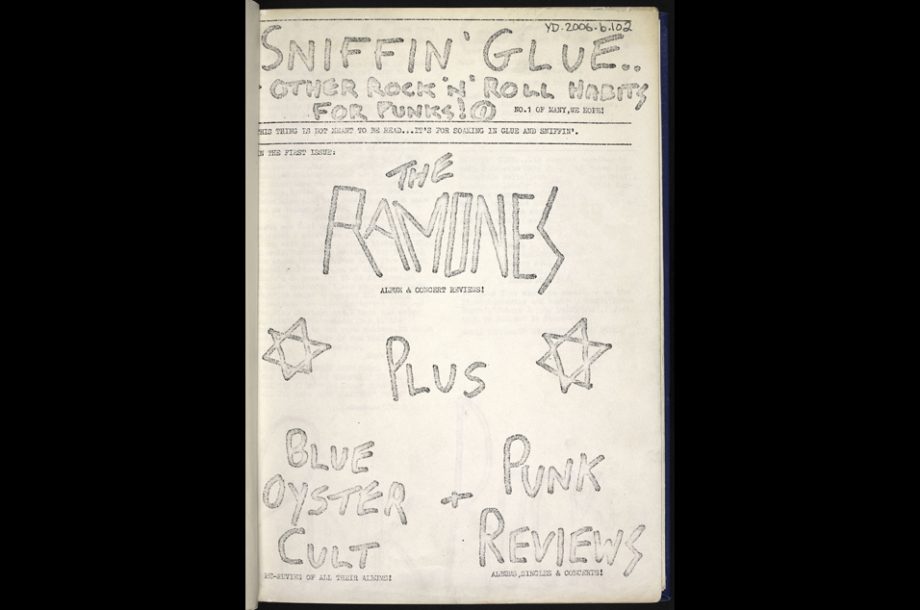 YD.2006.b.102
SNIFFIN' GLUE..
OTHER ROCK 'N' ROLL HABITS
FOR PUNKS! ①
NO.1 OF MANY,WE HOPE!
THIS THING IS NOT MEANT TO BE READ...IT'S FOR SOAKING IN GLUE AND SNIFFIN'.
IN THE FIRST ISSUE:
THE
RAMONES
ALBUM & CONCERT REVIEWS!
PLUS
BLUE
OYSTER
CULT
+
PUNK
REVIEWS
OF ALL THEIR ALBUMS!
ALBUMS,SINGLES & CONCERTS!